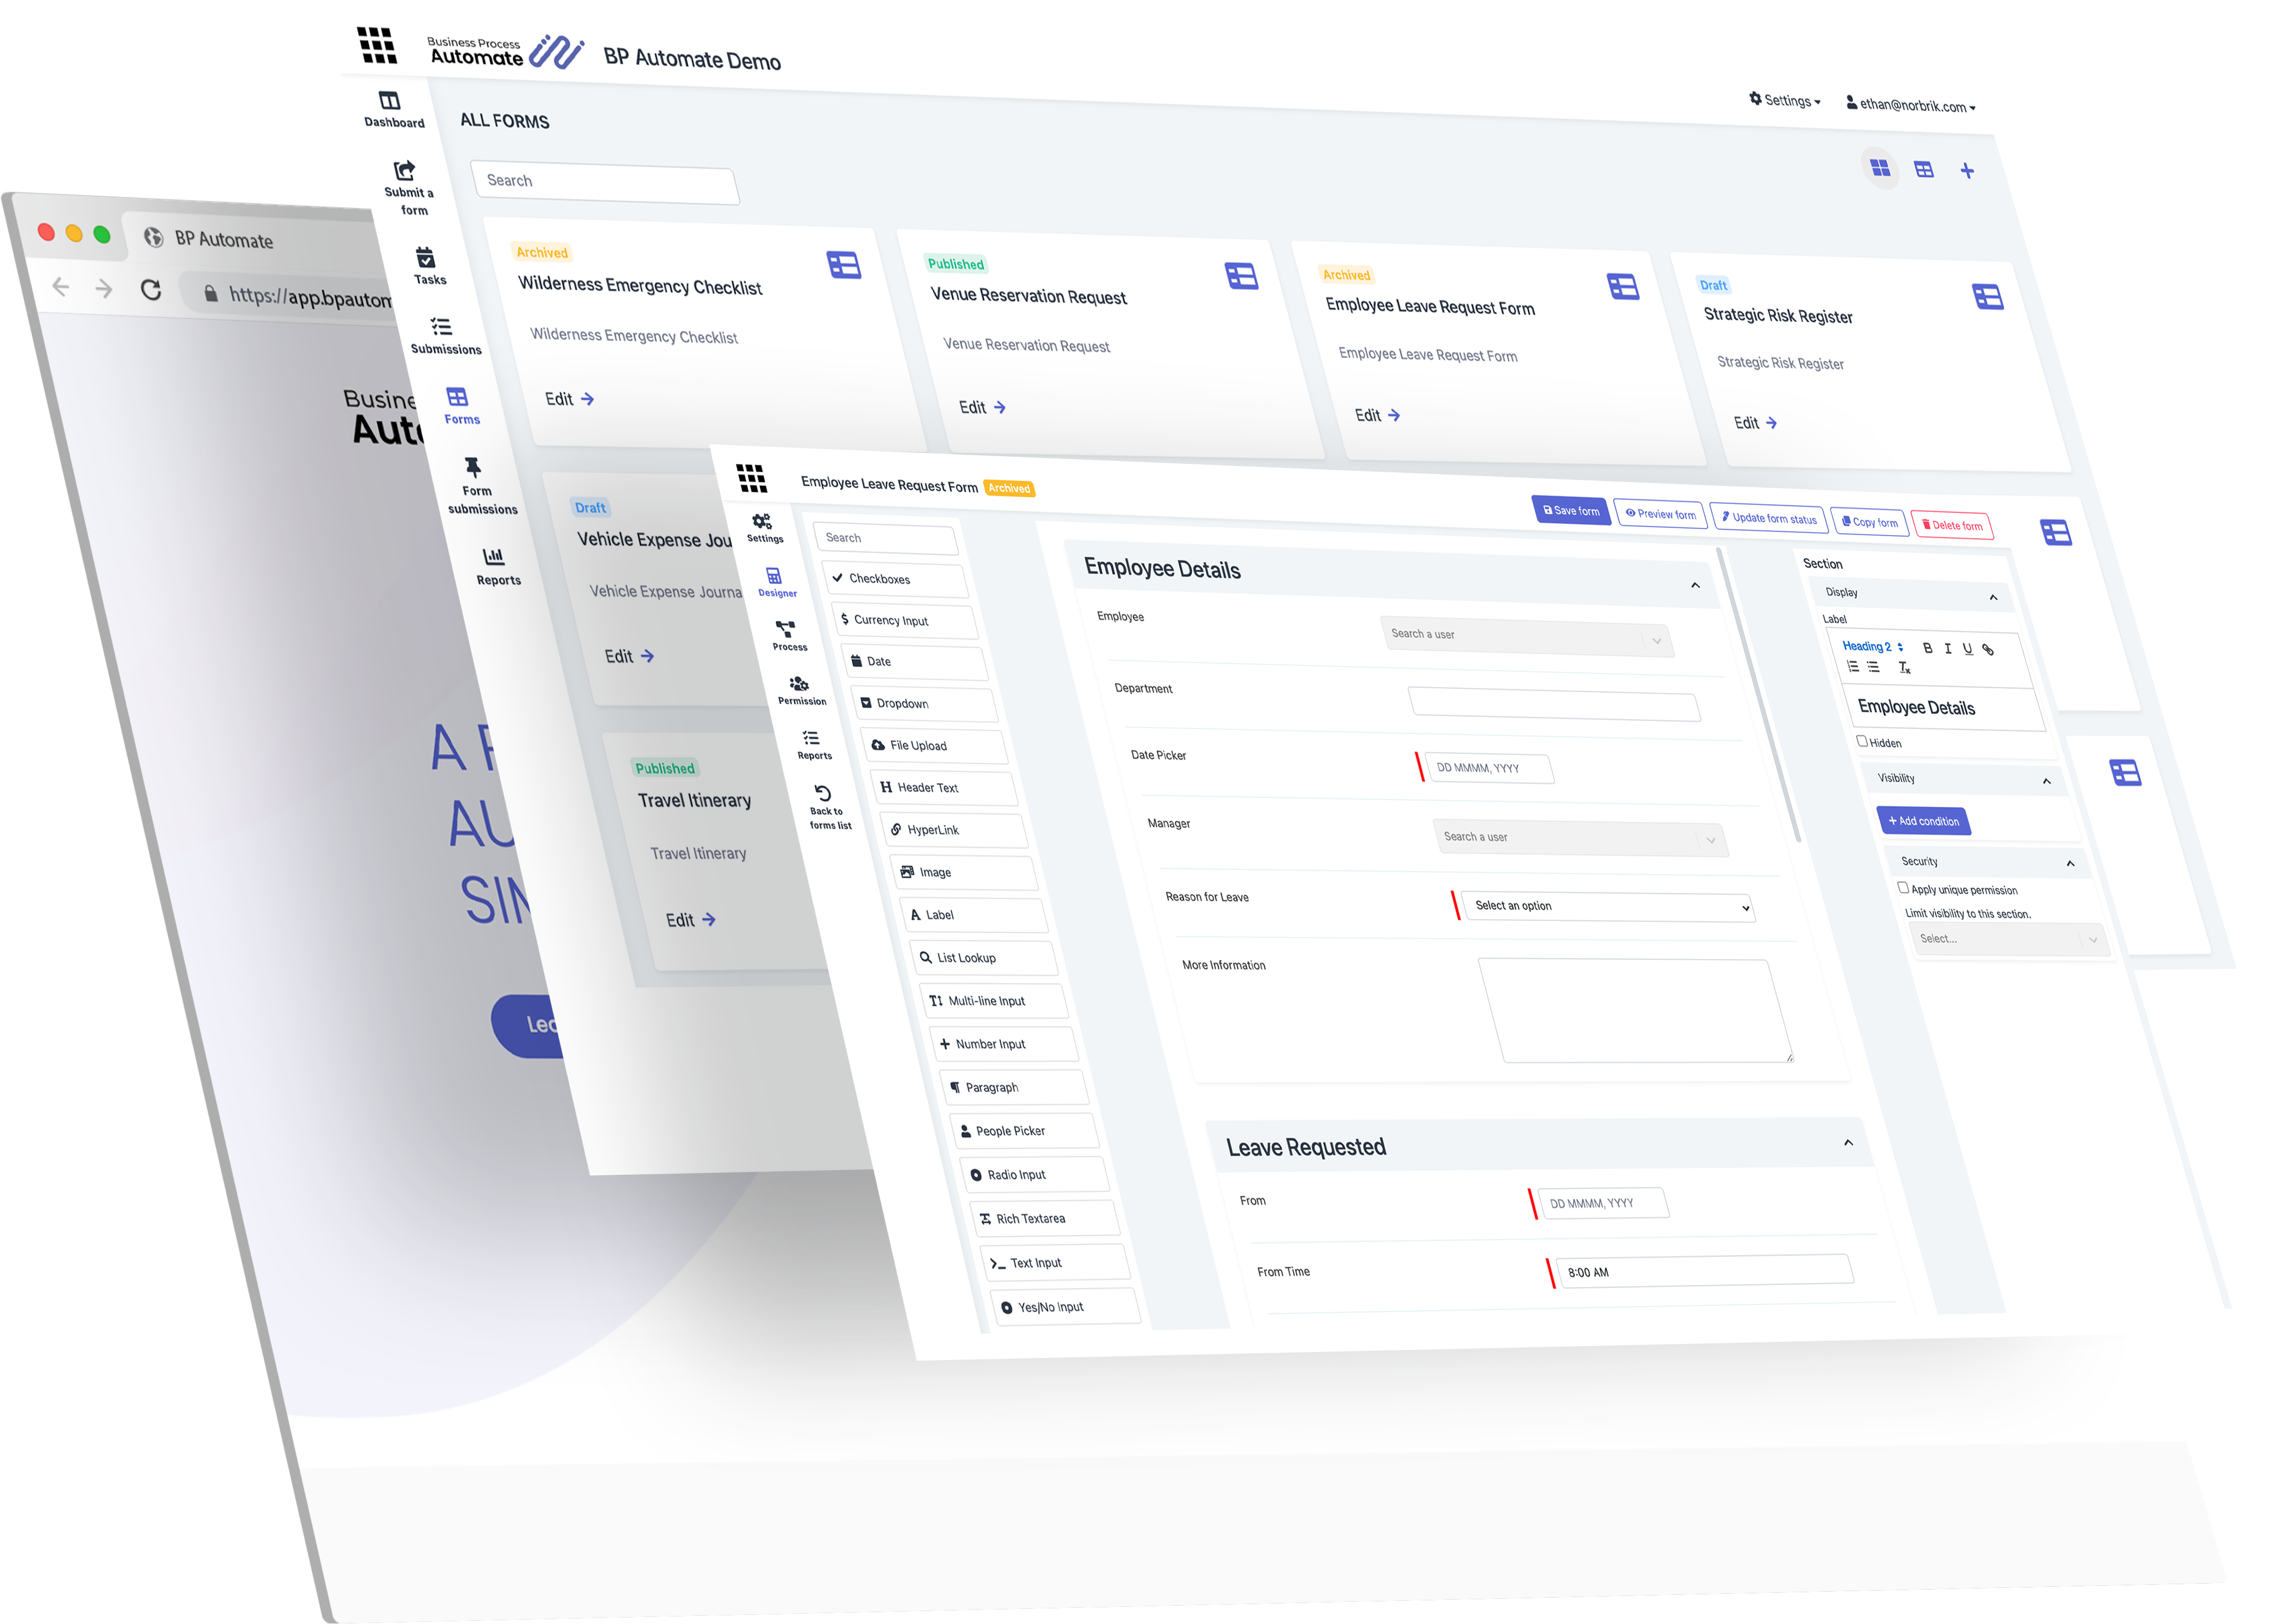 Business Process
Automate
BP Automate Demo
Settings
ethan@norbrik.com
Dashboard
Submit a
form
Tasks
Submissions
Forms
Form
submissions
Reports
ALL FORMS
Search
Archived
Wilderness Emergency Checklist
Wilderness Emergency Checklist
Edit
Published
Venue Reservation Request
Venue Reservation Request
Edit
Archived
Employee Leave Request Form
Employee Leave Request Form
Edit
Draft
Strategic Risk Register
Strategic Risk Register
Edit
Draft
Vehicle Expense Jou
Vehicle Expense Journa
Edit
Published
Travel Itinerary
Travel Itinerary
Edit
BP Automate
https://app.bpautom
Busine
Auto
A
AU
SIN
Employee Leave Request Form Archived
Save form
Preview form
Update form status
Copy form
Delete form
Settings
Designer
Process
Permission
Reports
Back to
forms list
Search
Checkboxes
Currency Input
Date
Dropdown
File Upload
Header Text
HyperLink
Image
Label
List Lookup
Multi-line Input
Number Input
Paragraph
People Picker
Radio Input
Rich Textarea
Text Input
Yes/No Input
Employee Details
Employee
Search a user
Department
Date Picker
DD MMMM, YYYY
Manager
Search a user
Reason for Leave
Select an option
More Information
Leave Requested
From
DD MMMM, YYYY
From Time
8:00 AM
Section
Display
Label
Heading 2
B I U
Employee Details
Hidden
Visibility
+ Add condition
Security
Apply unique permission
Limit visibility to this section.
Select...